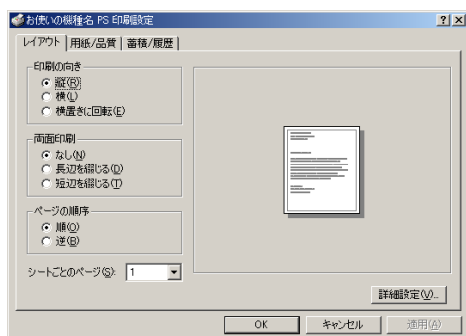 お使いの機種名 PS 印刷設定
レイアウト 用紙/品質 蓄積/履歴
印刷の向き
縦(R)
横(L)
横置きに回転(E)
両面印刷
なし(N)
長辺を綴じる(D)
短辺を綴じる(T)
ページの順序
順(O)
逆(B)
シートごとのページ(S): 1
詳細設定(V)...
OK キャンセル 適用(A)